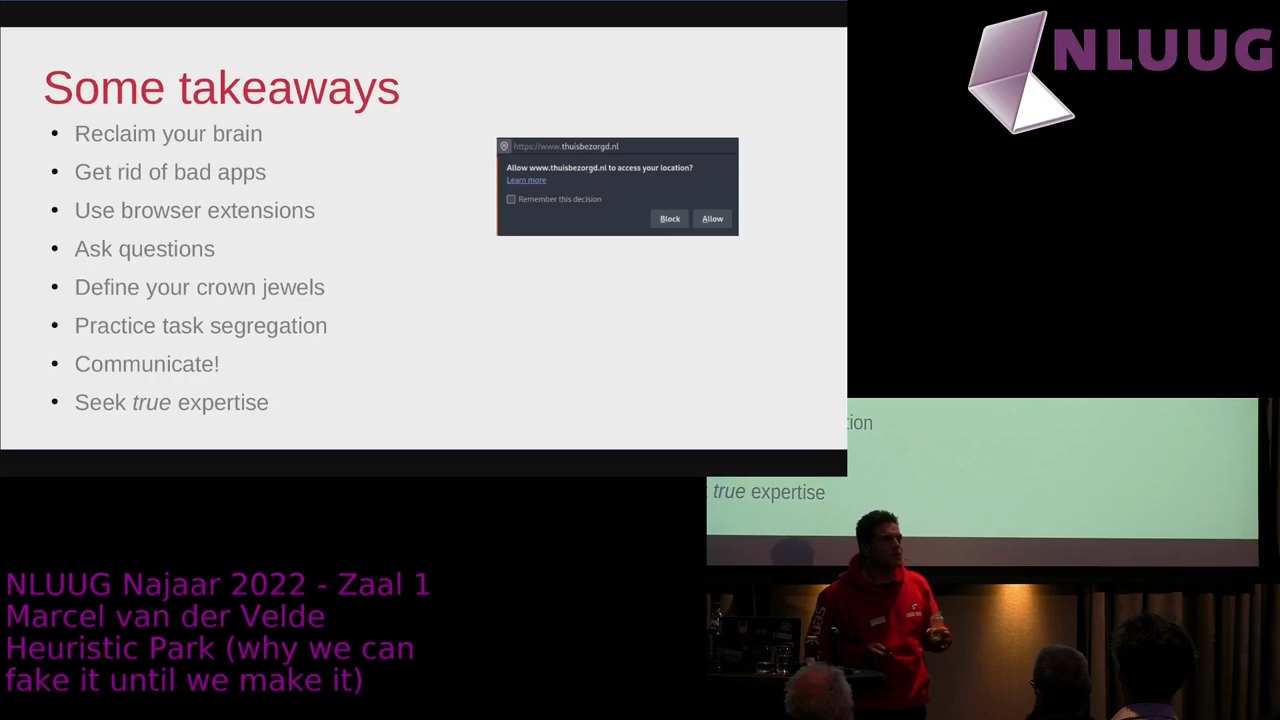 Some takeaways
• Reclaim your brain
• Get rid of bad apps
• Use browser extensions
• Ask questions
• Define your crown jewels
• Practice task segregation
• Communicate!
• Seek true expertise
https://www.thuisbezorgd.nl
Allow www.thuisbezorgd.nl to access your location?
Learn more
Remember this decision
Block
Allow
NLUUG
tion
true expertise
NLUUG Najaar 2022 - Zaal 1
Marcel van der Velde
Heuristic Park (why we can
fake it until we make it)